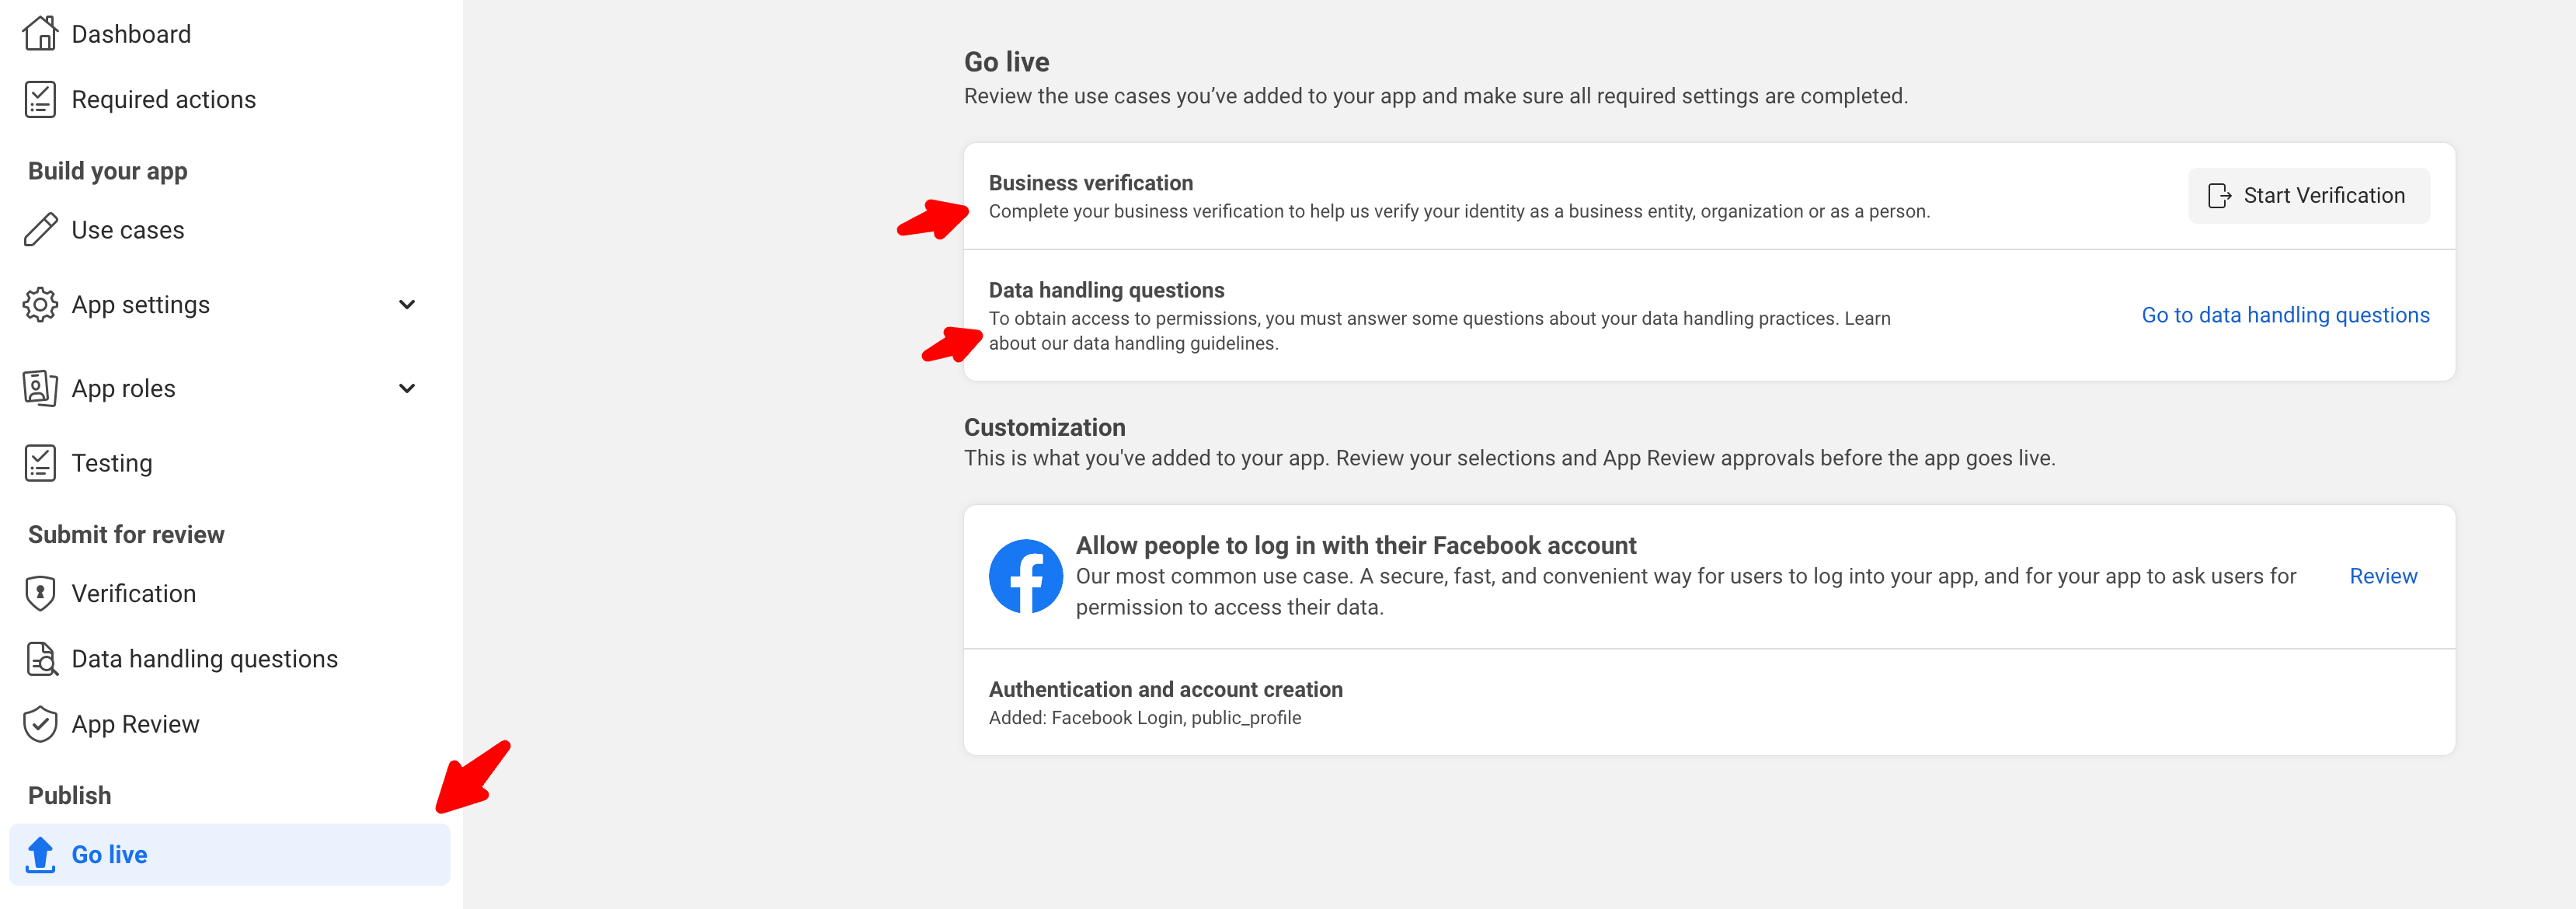 Dashboard
Required actions
Build your app
Use cases
App settings
App roles
Testing
Submit for review
Verification
Data handling questions
App Review
Publish
Go live
Go live
Review the use cases you’ve added to your app and make sure all required settings are completed.
Business verification
Complete your business verification to help us verify your identity as a business entity, organization or as a person.
Start Verification
Data handling questions
To obtain access to permissions, you must answer some questions about your data handling practices. Learn
about our data handling guidelines.
Go to data handling questions
Customization
This is what you've added to your app. Review your selections and App Review approvals before the app goes live.
Allow people to log in with their Facebook account
Our most common use case. A secure, fast, and convenient way for users to log into your app, and for your app to ask users for
permission to access their data.
Review
Authentication and account creation
Added: Facebook Login, public_profile